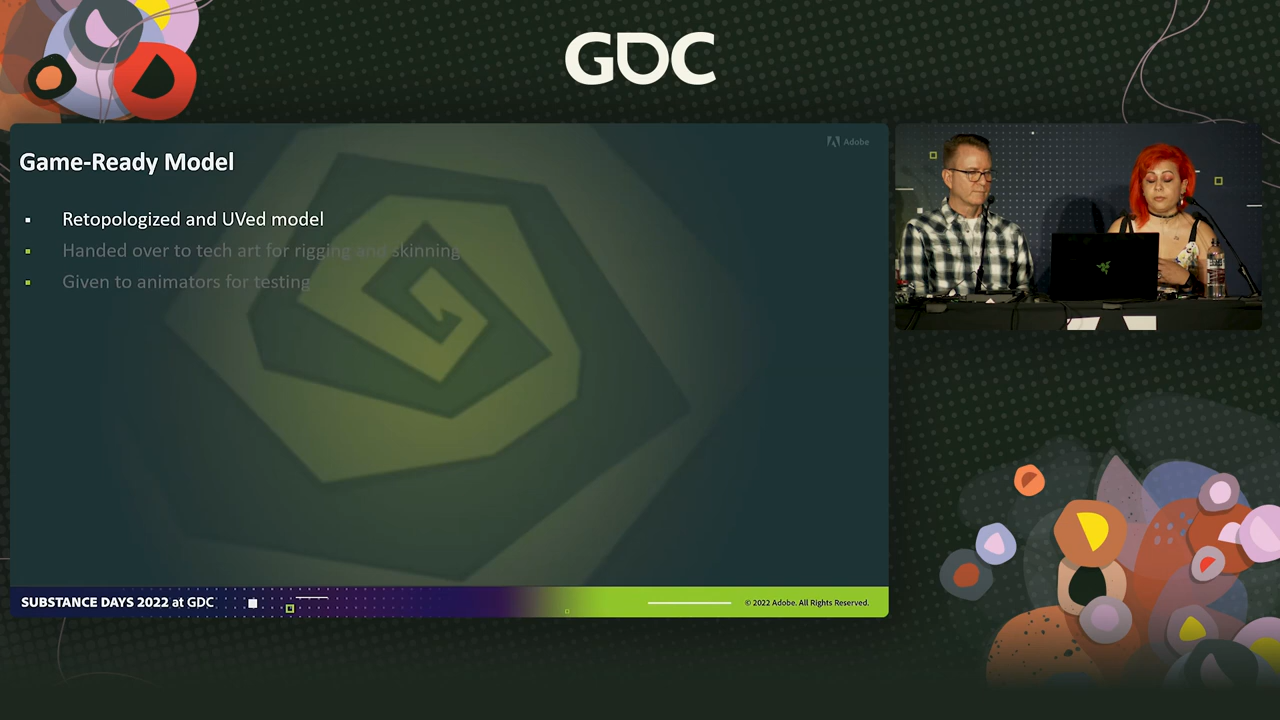 GDC
Adobe
Game-Ready Model
Retopologized and UVed model
Handed over to tech art for rigging and skinning
Given to animators for testing
SUBSTANCE DAYS 2022 at GDC
© 2022 Adobe. All Rights Reserved.